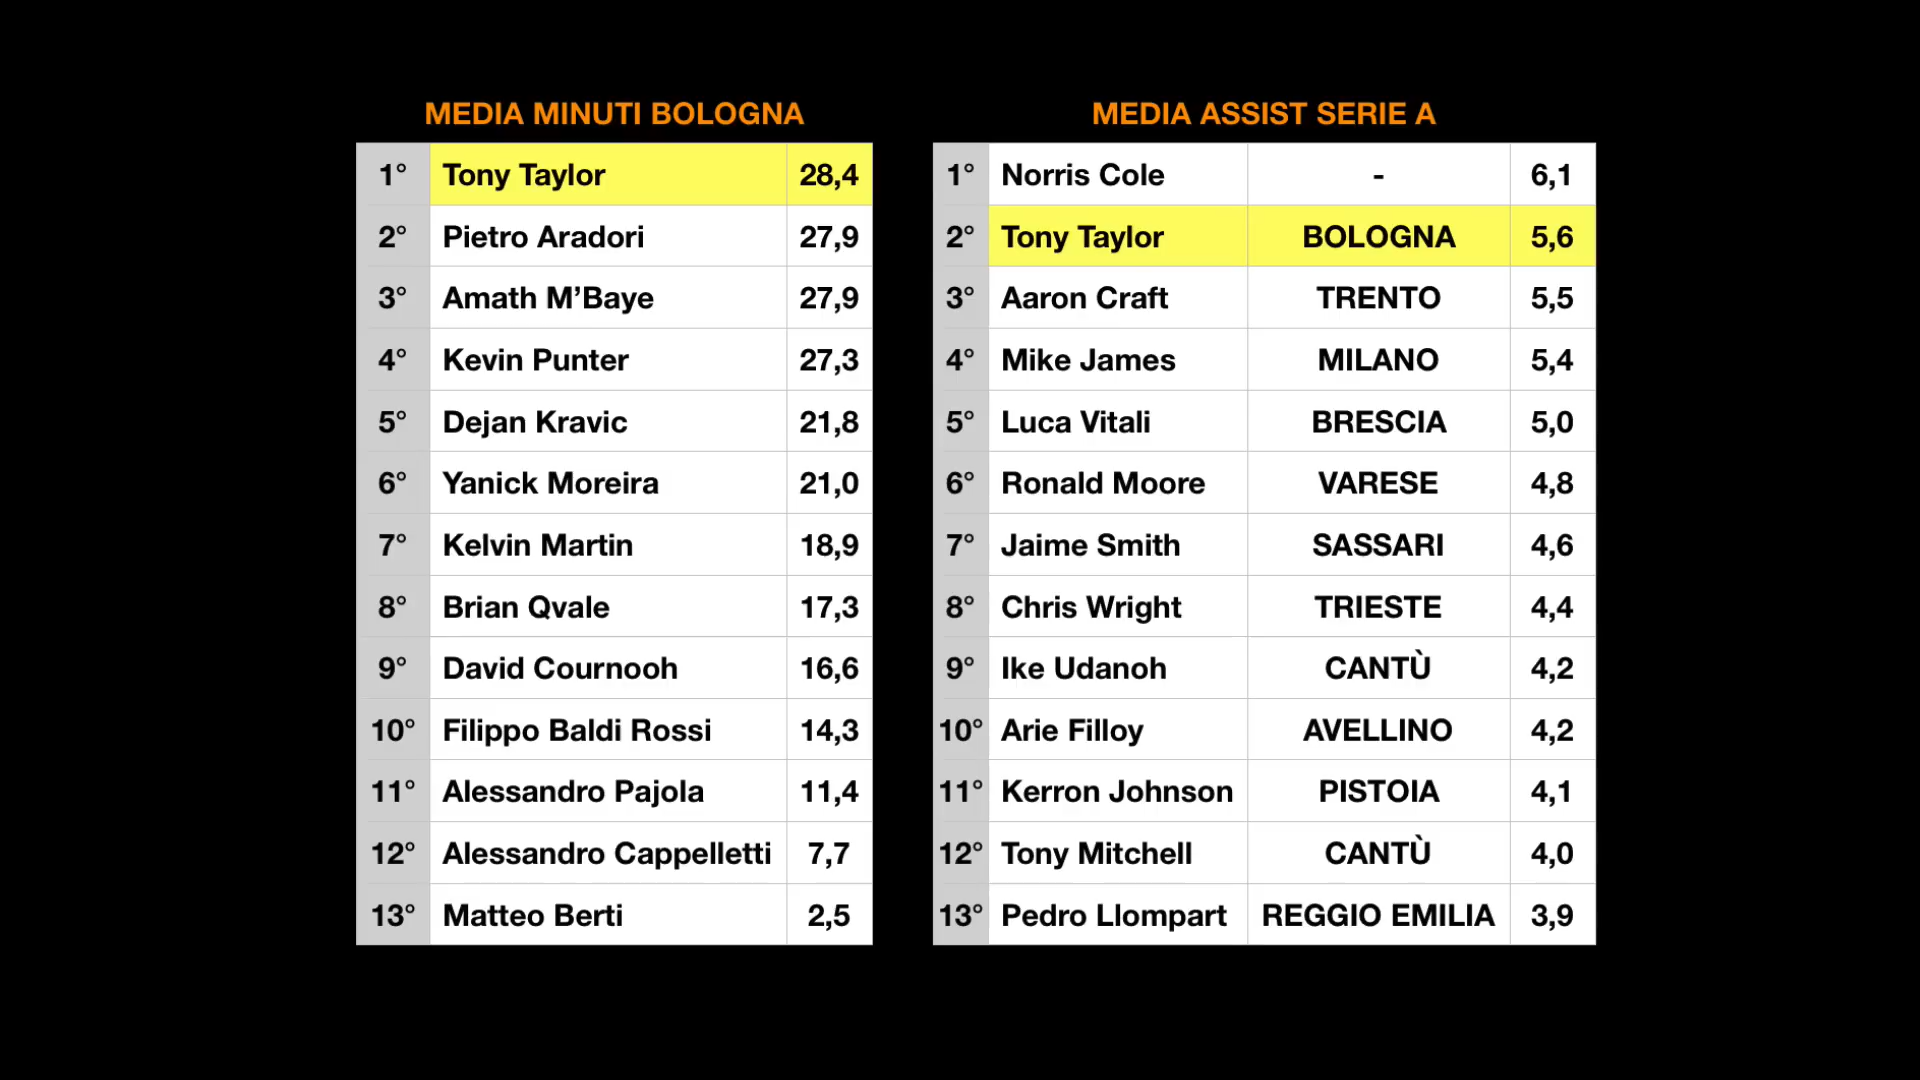 MEDIA MINUTI BOLOGNA
1° Tony Taylor 28,4
2° Pietro Aradori 27,9
3° Amath M’Baye 27,9
4° Kevin Punter 27,3
5° Dejan Kravic 21,8
6° Yanick Moreira 21,0
7° Kelvin Martin 18,9
8° Brian Qvale 17,3
9° David Cournooh 16,6
10° Filippo Baldi Rossi 14,3
11° Alessandro Pajola 11,4
12° Alessandro Cappelletti 7,7
13° Matteo Berti 2,5
MEDIA ASSIST SERIE A
1° Norris Cole - 6,1
2° Tony Taylor BOLOGNA 5,6
3° Aaron Craft TRENTO 5,5
4° Mike James MILANO 5,4
5° Luca Vitali BRESCIA 5,0
6° Ronald Moore VARESE 4,8
7° Jaime Smith SASSARI 4,6
8° Chris Wright TRIESTE 4,4
9° Ike Udanoh CANTÙ 4,2
10° Arie Filloy AVELLINO 4,2
11° Kerron Johnson PISTOIA 4,1
12° Tony Mitchell CANTÙ 4,0
13° Pedro Llompart REGGIO EMILIA 3,9